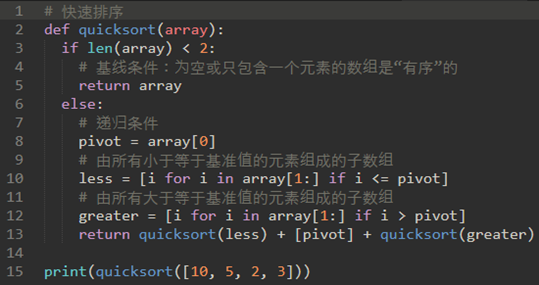 1 # 快速排序
2 def quicksort(array):
3   if len(array) < 2:
4     # 基线条件：为空或只包含一个元素的数组是“有序”的
5     return array
6   else:
7     # 递归条件
8     pivot = array[0]
9     # 由所有小于等于基准值的元素组成的子数组
10     less = [i for i in array[1:] if i <= pivot]
11     # 由所有大于等于基准值的元素组成的子数组
12     greater = [i for i in array[1:] if i > pivot]
13     return quicksort(less) + [pivot] + quicksort(greater)
14
15 print(quicksort([10, 5, 2, 3]))